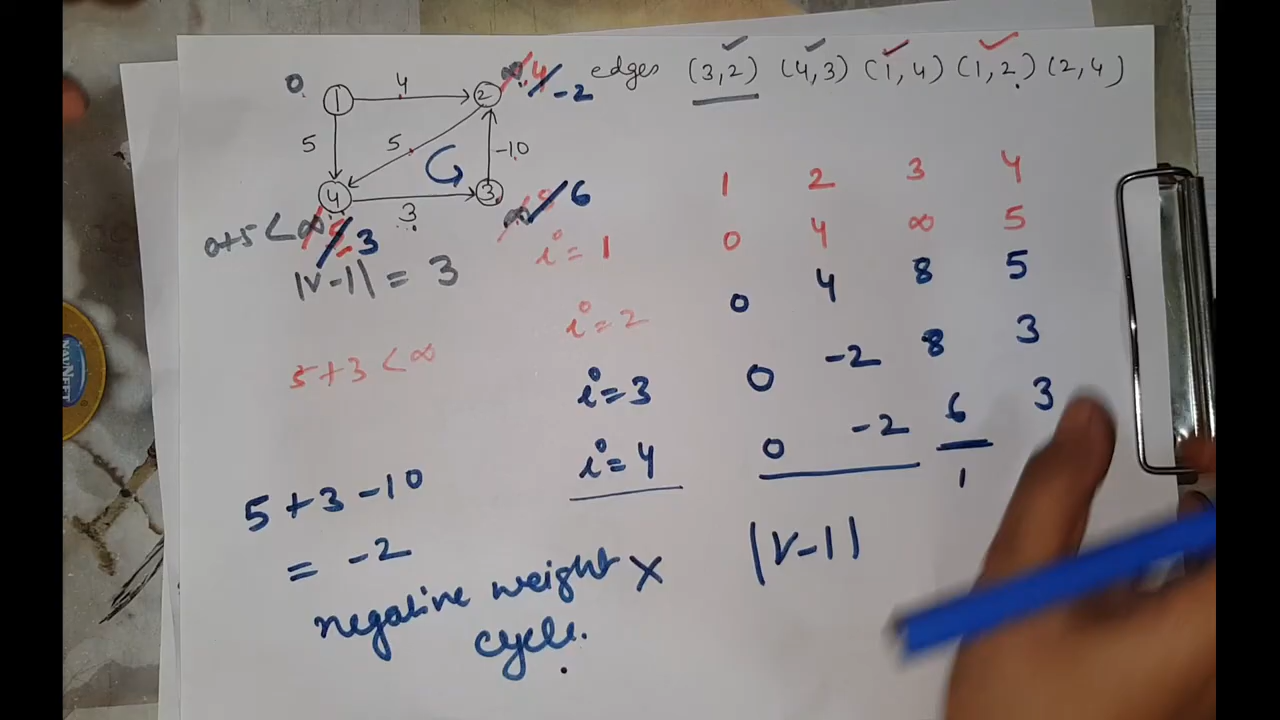 edges (3,2) (4,3) (1,4) (1,2) (2,4)
0 1 4 2 ∞ 4 -2
5 5 -10
4 3 3 ∞ 8 6
0+5 < ∞ 5 3
|v-1| = 3
5+3 < ∞
1 2 3 4
i=1 0 4 ∞ 5
i=2 0 4 8 5
i=3 0 -2 8 3
i=4 0 -2 6 3
1
|v-1|
5+3-10
= -2
negative weight ×
cycle.
NAVNEET